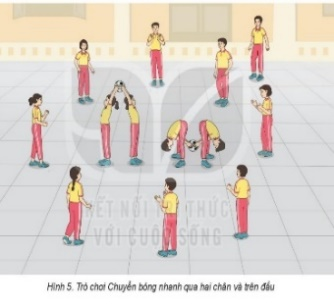 KẾT NỐI TRI THỨC
VỚI CUỘC SỐNG
Hình 5. Trò chơi Chuyền bóng nhanh qua hai chân và trên đầu